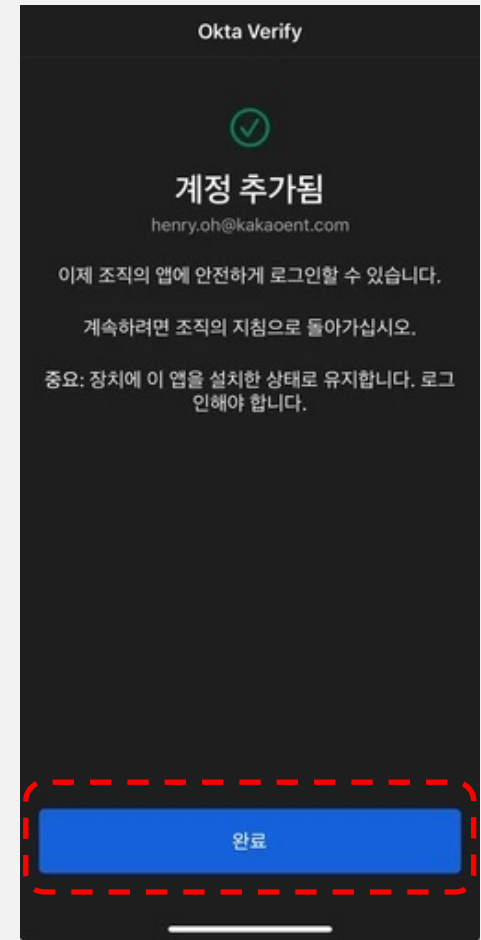 Okta Verify
계정 추가됨
henry.oh@kakaoent.com
이제 조직의 앱에 안전하게 로그인할 수 있습니다.
계속하려면 조직의 지침으로 돌아가십시오.
중요: 장치에 이 앱을 설치한 상태로 유지합니다. 로그
인해야 합니다.
완료